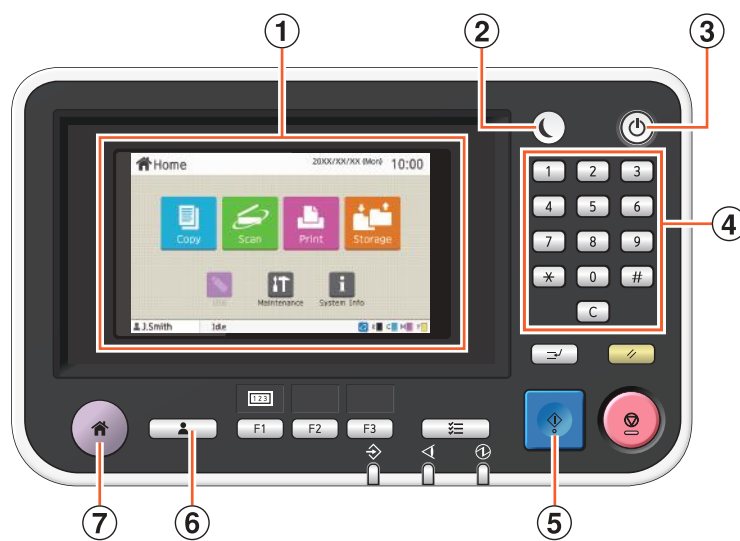 1
2
3
Home
20XX/XX/XX (Mon) 10:00
Copy
Scan
Print
Storage
USB
Maintenance
System Info
J.Smith
Idle
K C M Y
1 2 3
4 5 6
7 8 9
* 0 #
C
4
123
F1
F2
F3
7
6
5